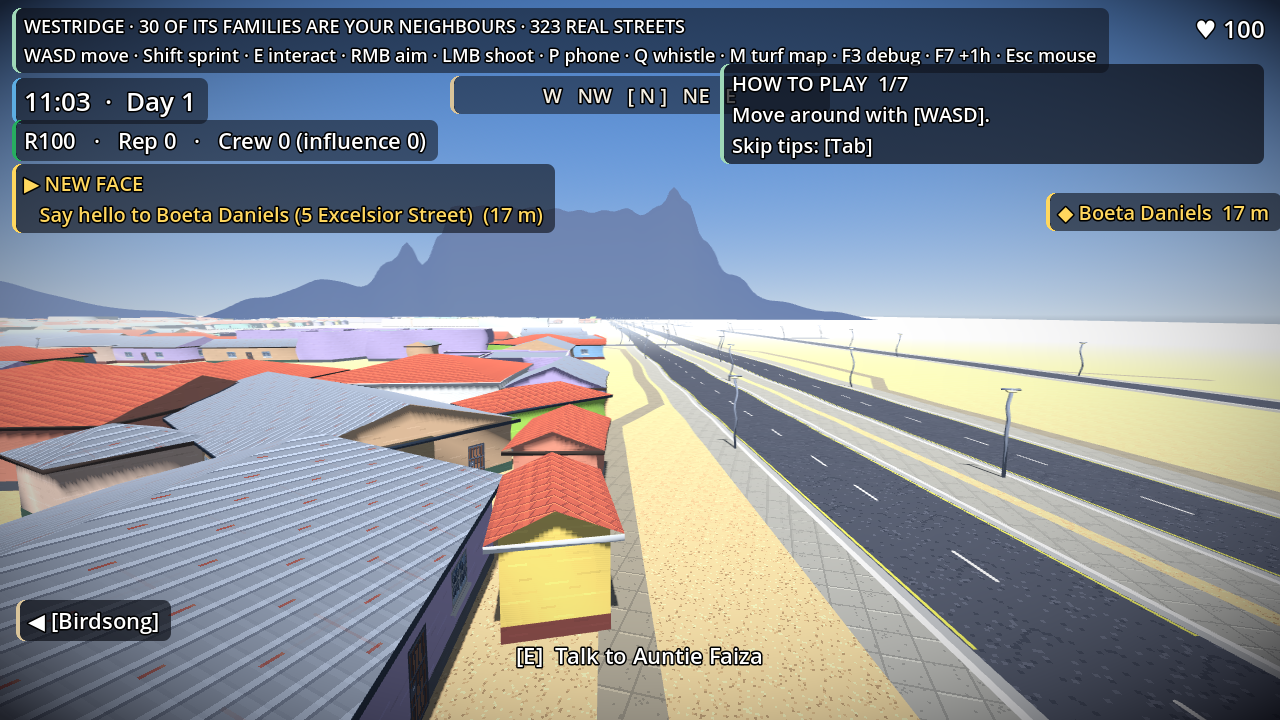 WESTRIDGE · 30 OF ITS FAMILIES ARE YOUR NEIGHBOURS · 323 REAL STREETS
WASD move · Shift sprint · E interact · RMB aim · LMB shoot · P phone · Q whistle · M turf map · F3 debug · F7 +1h · Esc mouse
♥ 100
11:03 · Day 1
W NW [ N ] NE E
HOW TO PLAY 1/7
Move around with [WASD].
Skip tips: [Tab]
R100 · Rep 0 · Crew 0 (influence 0)
▶ NEW FACE
Say hello to Boeta Daniels (5 Excelsior Street) (17 m)
◆ Boeta Daniels 17 m
◀ [Birdsong]
[E] Talk to Auntie Faiza